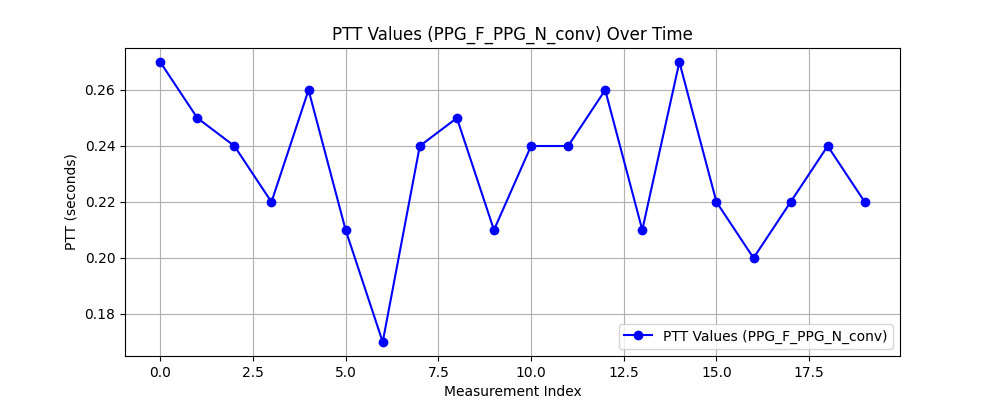 PTT Values (PPG_F_PPG_N_conv) Over Time
PTT (seconds)
0.26
0.24
0.22
0.20
0.18
PTT Values (PPG_F_PPG_N_conv)
0.0 2.5 5.0 7.5 10.0 12.5 15.0 17.5
Measurement Index